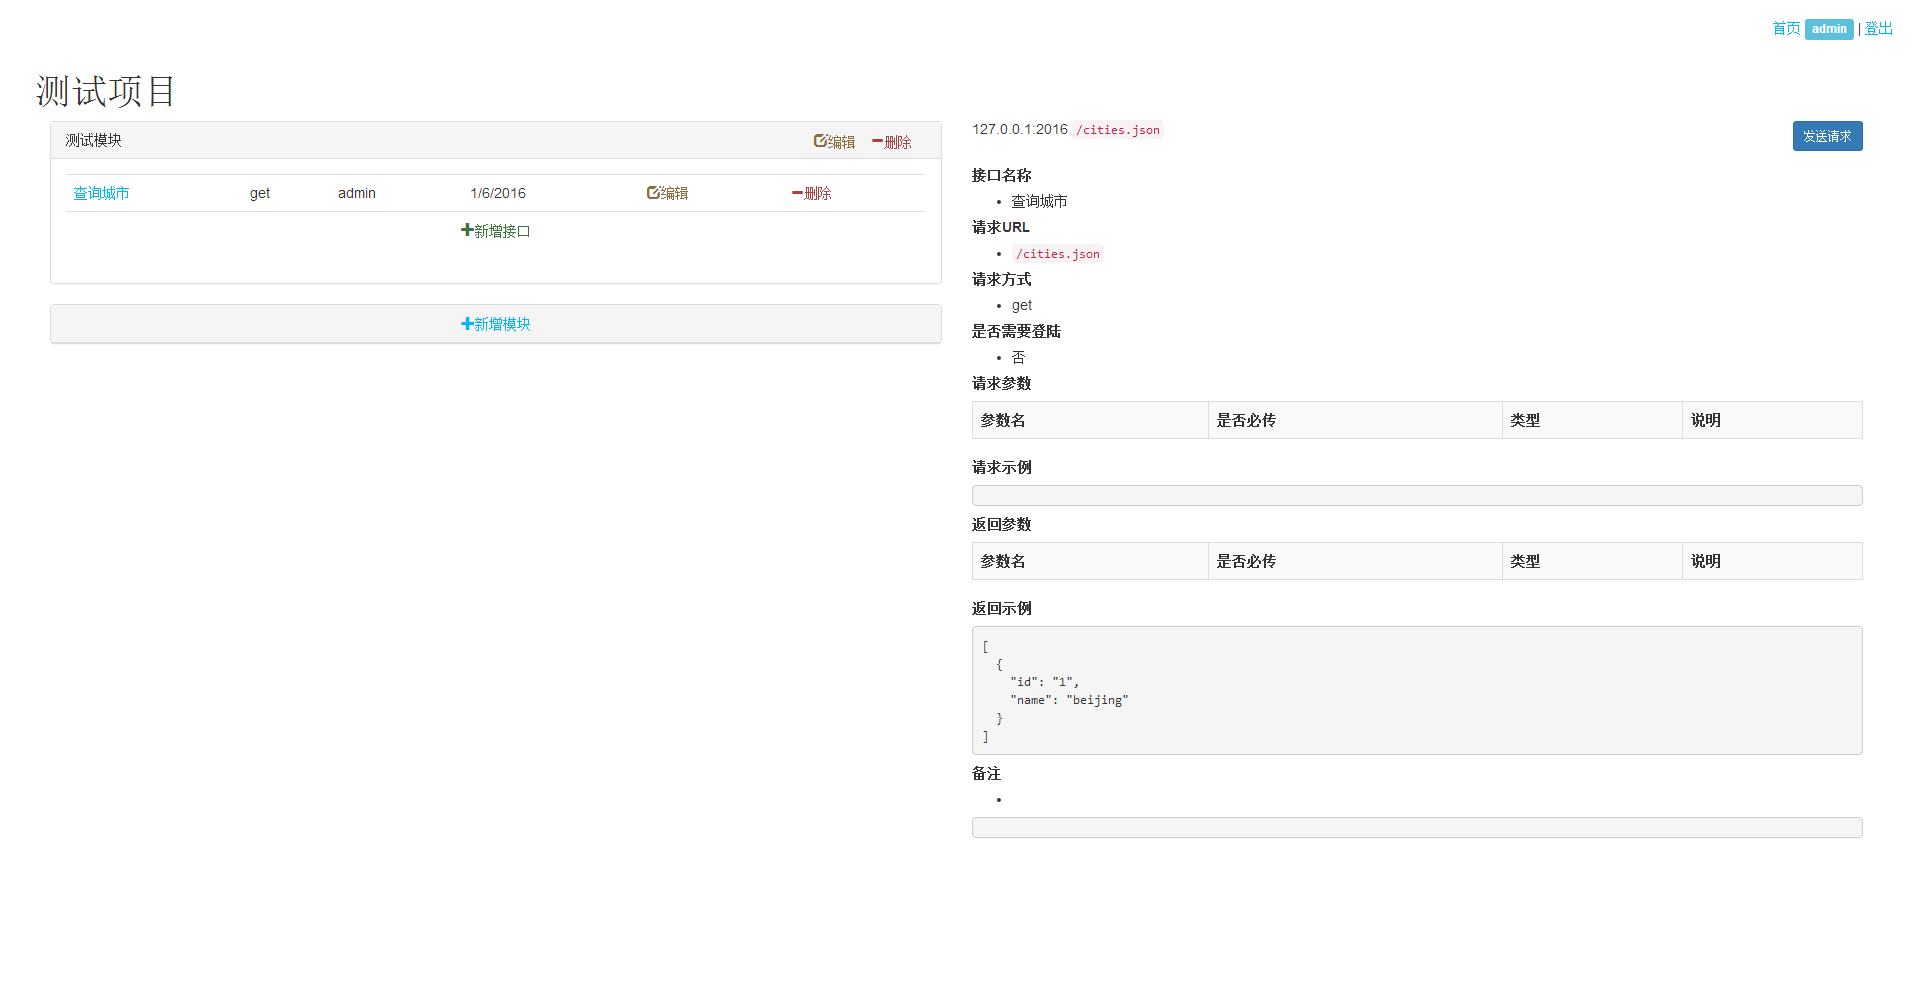 首页 admin | 登出
测试项目
测试模块 编辑 删除
查询城市 get admin 1/6/2016 编辑 删除
新增接口
新增模块
127.0.0.1:2016 /cities.json 发送请求
接口名称
查询城市
请求URL
/cities.json
请求方式
get
是否需要登陆
否
请求参数
参数名 是否必传 类型 说明
请求示例
返回参数
参数名 是否必传 类型 说明
返回示例
[
  {
    "id": "1",
    "name": "beijing"
  }
]
备注